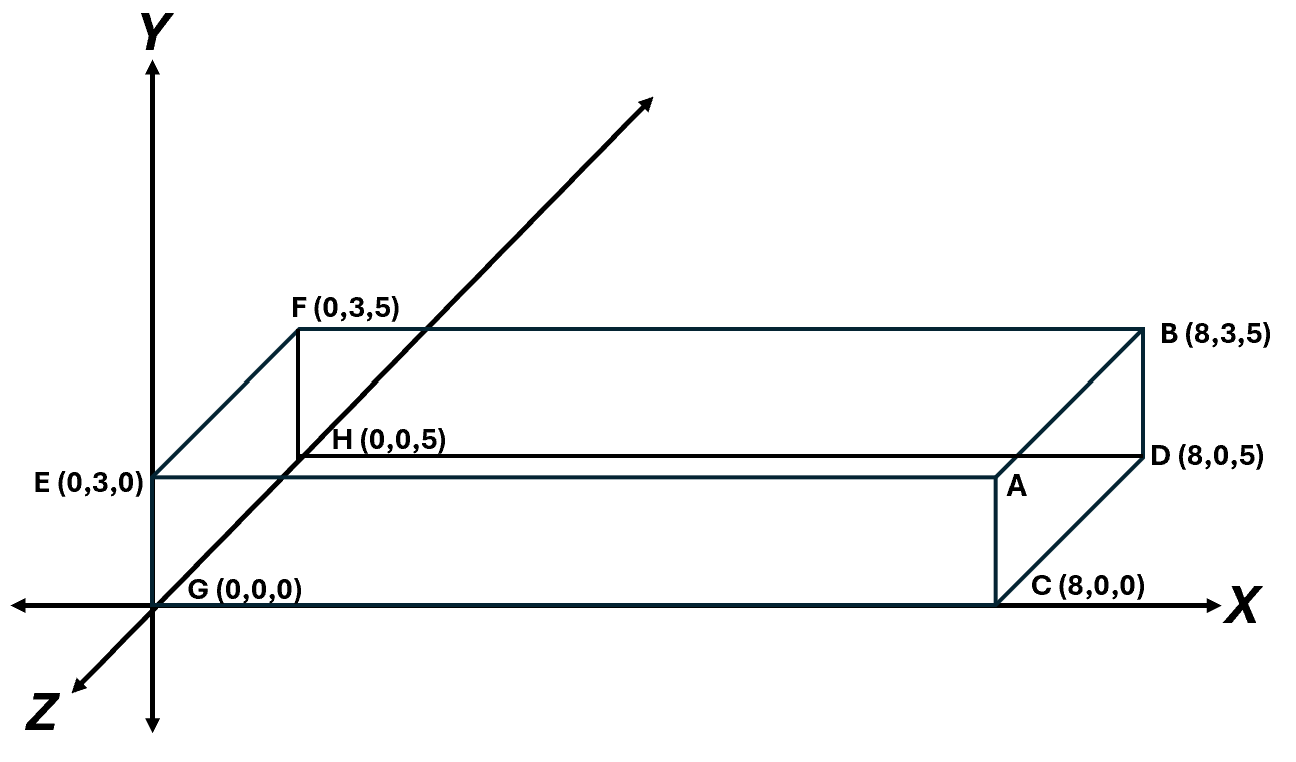 Y
F (0,3,5)
B (8,3,5)
H (0,0,5)
D (8,0,5)
E (0,3,0)
A
G (0,0,0)
C (8,0,0)
X
Z